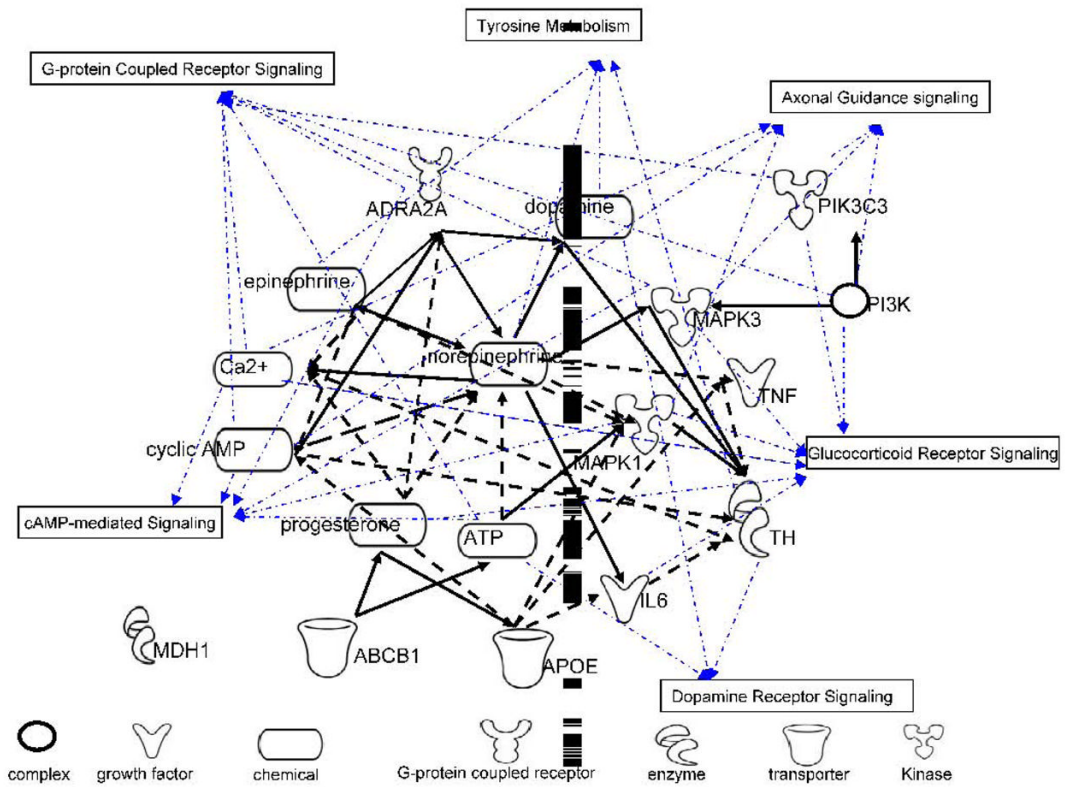 Tyrosine Metabolism
G-protein Coupled Receptor Signaling
Axonal Guidance signaling
ADRA2A
dopamine
PIK3C3
epinephrine
PI3K
MAPK3
norepinephrine
Ca2+
TNF
cyclic AMP
MAPK1
Glucocorticoid Receptor Signaling
cAMP-mediated Signaling
progesterone
ATP
TH
IL6
MDH1
ABCB1
APOE
Dopamine Receptor Signaling
complex
growth factor
chemical
G-protein coupled receptor
enzyme
transporter
Kinase